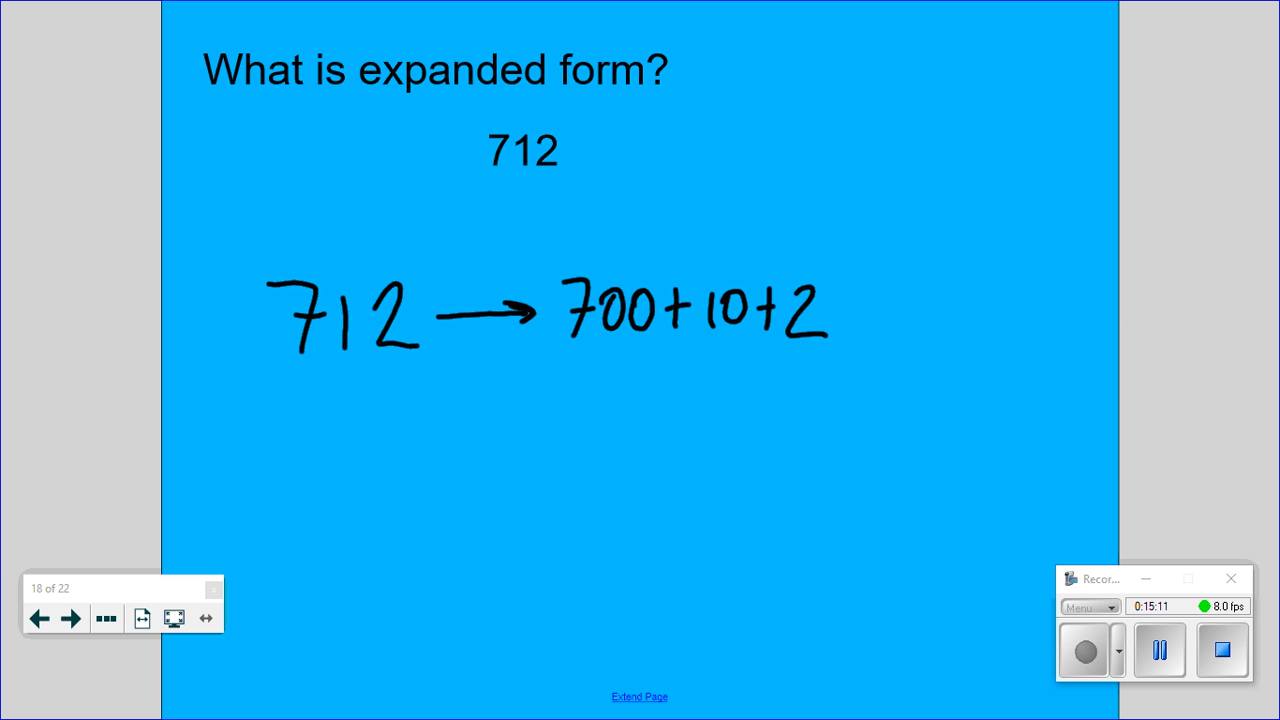 What is expanded form?
712
712 → 700+10+2
18 of 22
Recor...
Menu 0:15:11 8.0 fps
Extend Page